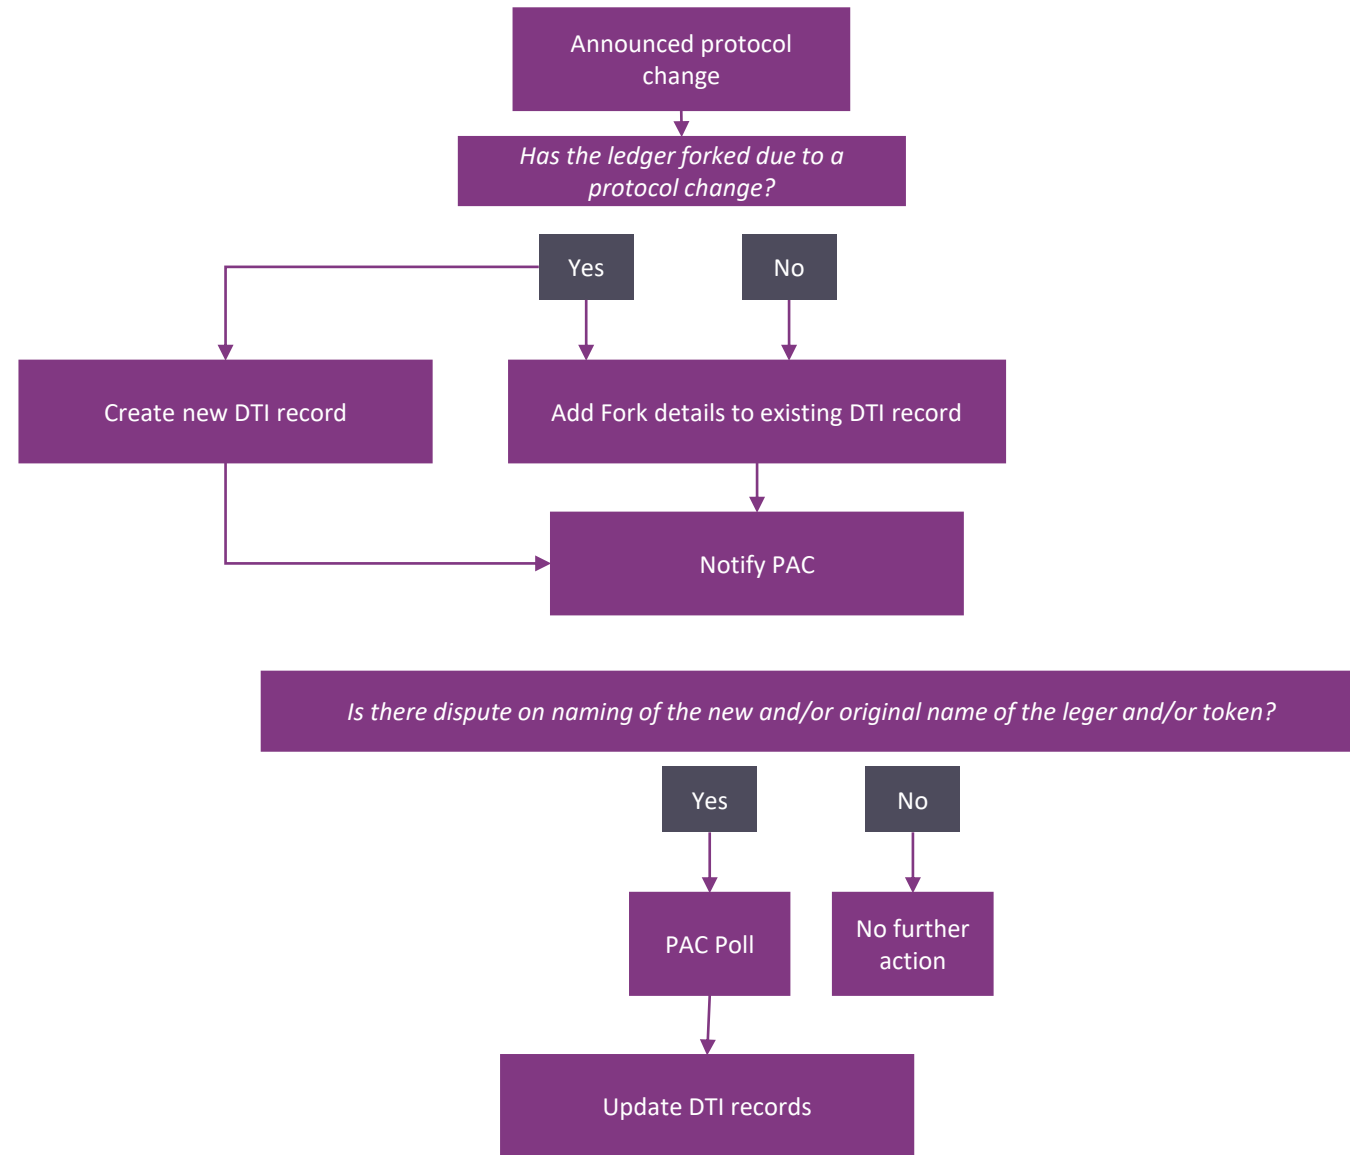 Announced protocol
change
Has the ledger forked due to a
protocol change?
Yes
No
Create new DTI record
Add Fork details to existing DTI record
Notify PAC
Is there dispute on naming of the new and/or original name of the leger and/or token?
Yes
No
PAC Poll
No further
action
Update DTI records